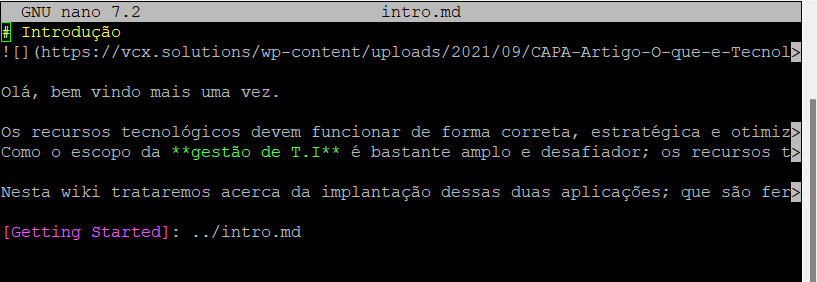 GNU nano 7.2 intro.md
# Introdução
![](https://vcx.solutions/wp-content/uploads/2021/09/CAPA-Artigo-O-que-e-Tecnol>
Olá, bem vindo mais uma vez.
Os recursos tecnológicos devem funcionar de forma correta, estratégica e otimiz>
Como o escopo da **gestão de T.I** é bastante amplo e desafiador; os recursos t>
Nesta wiki trataremos acerca da implantação dessas duas aplicações; que são fer>
[Getting Started]: ../intro.md